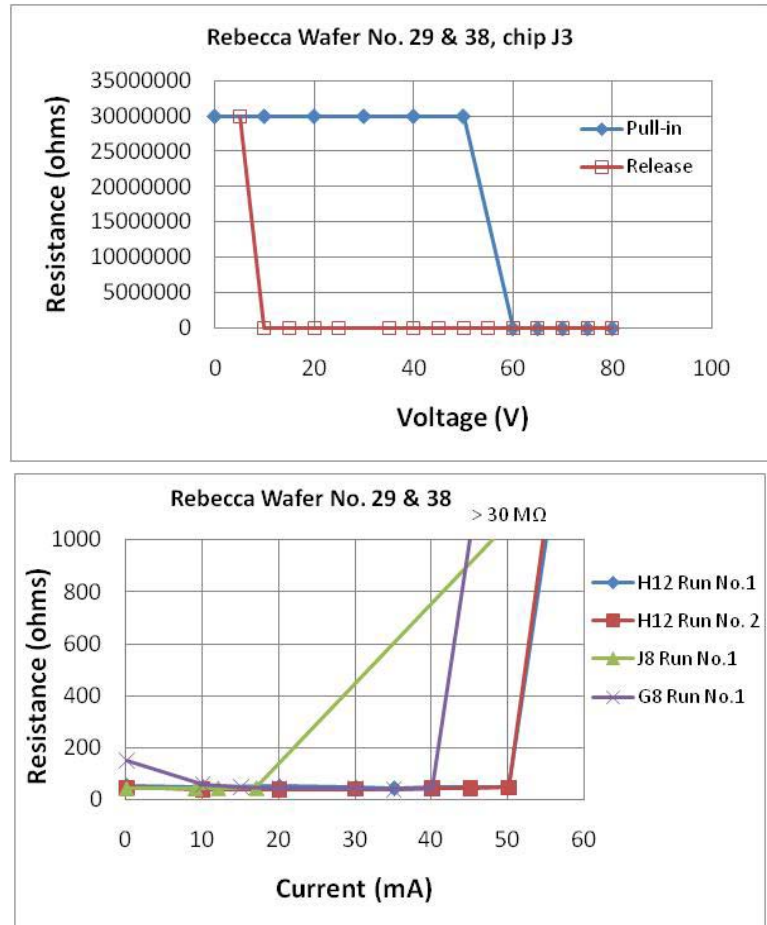 Rebecca Wafer No. 29 & 38, chip J3
Resistance (ohms)
35000000
30000000
25000000
20000000
15000000
10000000
5000000
0
0 20 40 60 80 100
Voltage (V)
Pull-in
Release
Rebecca Wafer No. 29 & 38
> 30 MΩ
Resistance (ohms)
1000
800
600
400
200
0
0 10 20 30 40 50 60
Current (mA)
H12 Run No.1
H12 Run No. 2
J8 Run No.1
G8 Run No.1